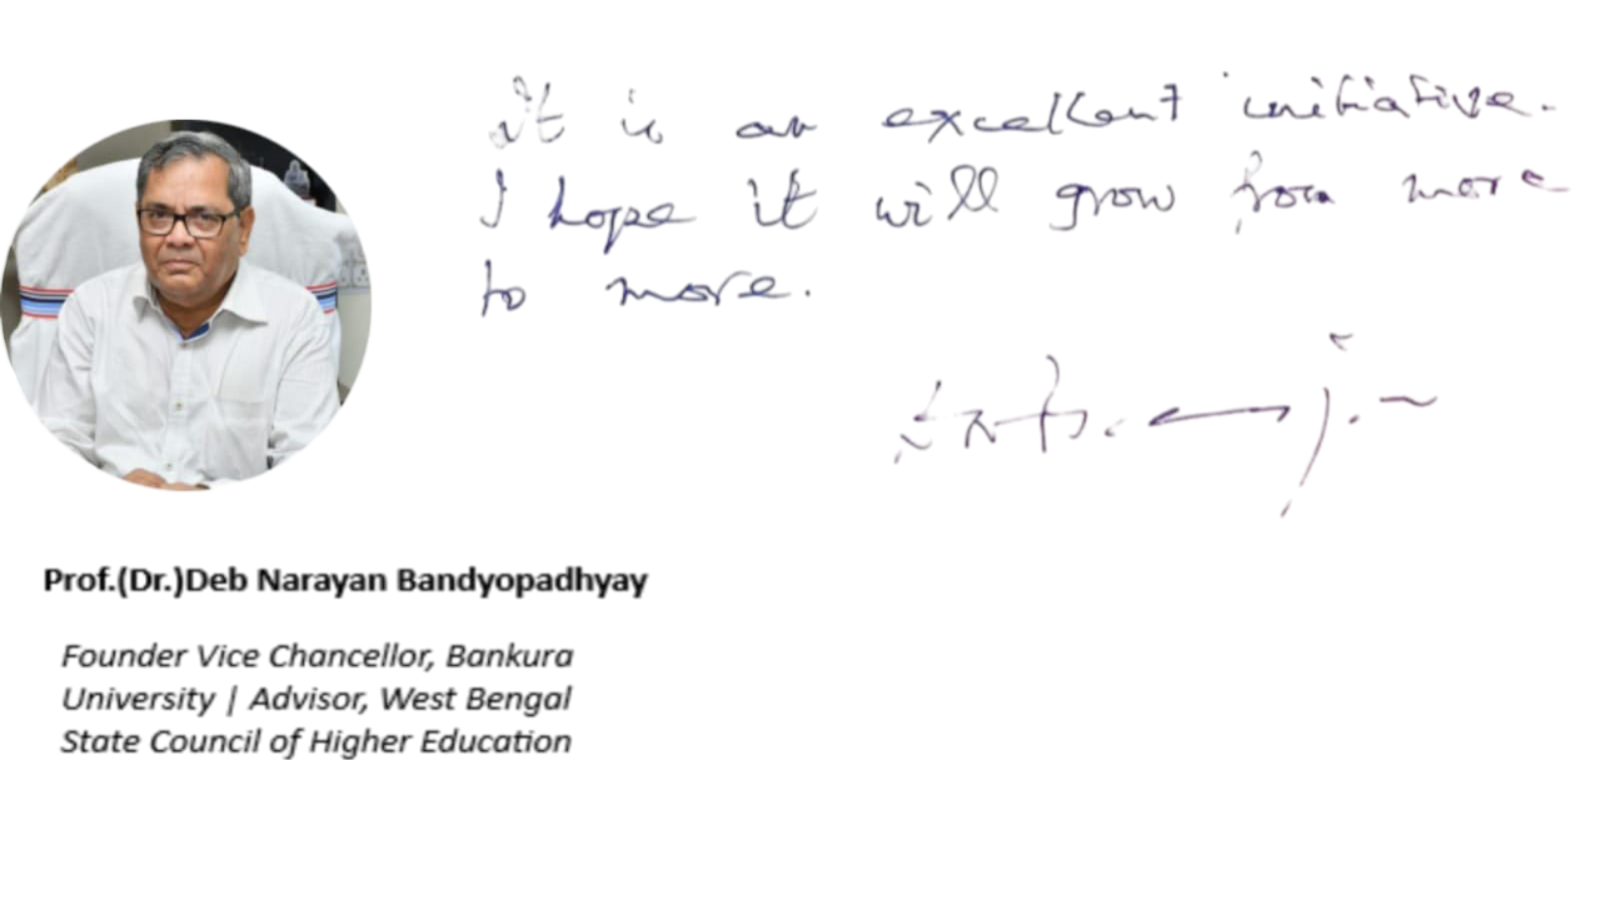 it is an excellent initiative.
I hope it will grow from more
to more.
Prof.(Dr.)Deb Narayan Bandyopadhyay
Founder Vice Chancellor, Bankura
University | Advisor, West Bengal
State Council of Higher Education